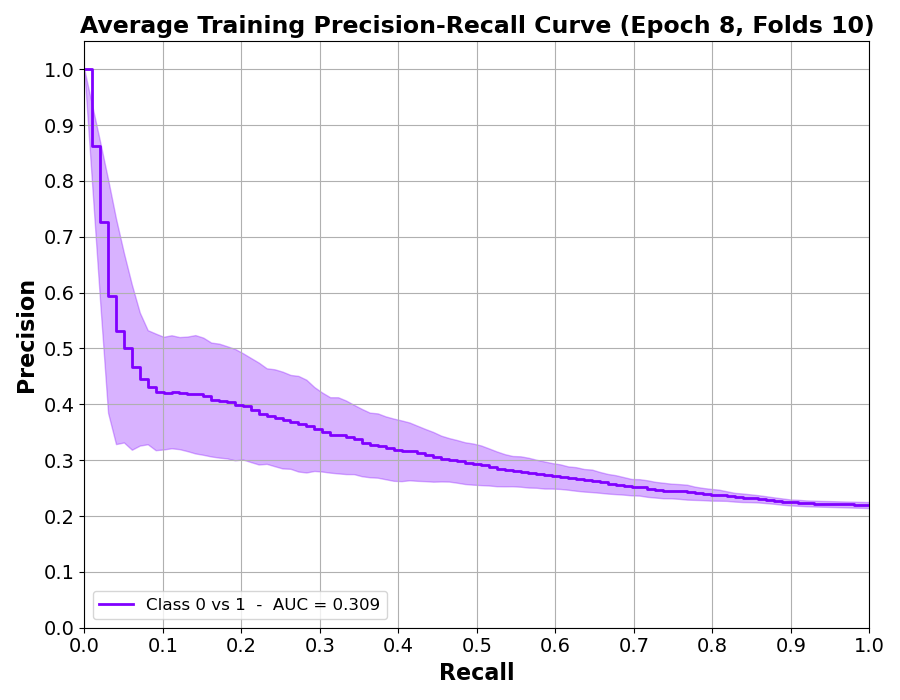 Average Training Precision-Recall Curve (Epoch 8, Folds 10)
1.0
0.9
0.8
0.7
0.6
0.5
0.4
0.3
0.2
0.1
0.0
Precision
Class 0 vs 1 - AUC = 0.309
0.0 0.1 0.2 0.3 0.4 0.5 0.6 0.7 0.8 0.9 1.0
Recall